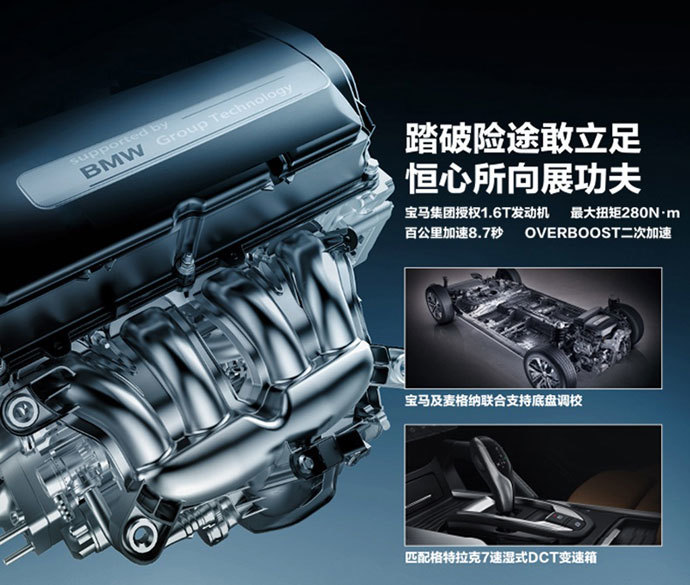 supported by
BMW Group Technology
踏破险途敢立足
恒心所向展功夫
宝马集团授权1.6T发动机 最大扭矩280N·m
百公里加速8.7秒 OVERBOOST二次加速
宝马及麦格纳联合支持底盘调校
匹配格特拉克7速湿式DCT变速箱